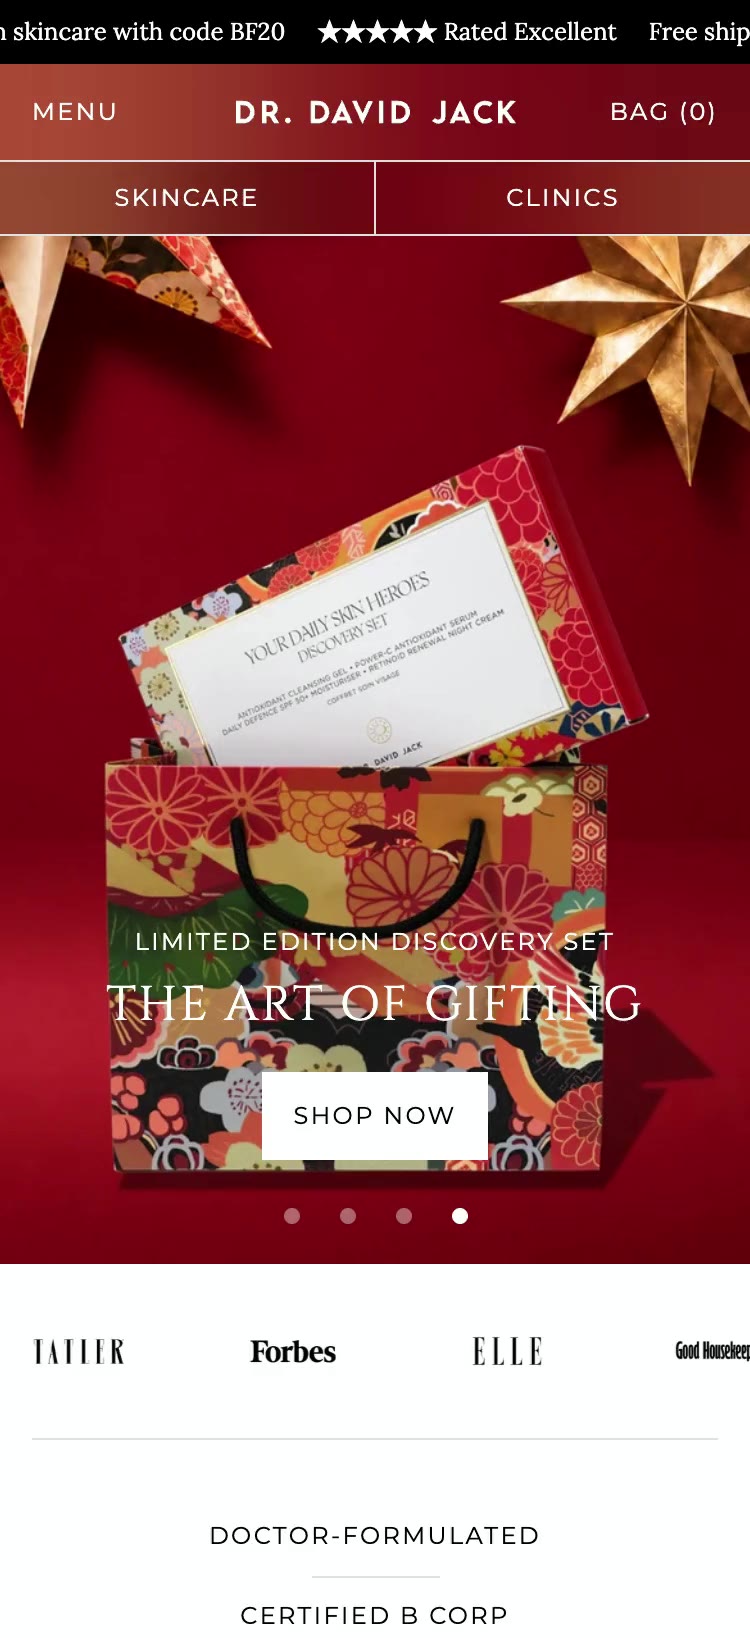 skincare with code BF20 ★★★★★ Rated Excellent Free ship
MENU DR. DAVID JACK BAG (0)
SKINCARE CLINICS
YOUR DAILY SKIN HEROES
DISCOVERY SET
ANTIOXIDANT CLEANSING GEL • POWER-C ANTIOXIDANT SERUM
DAILY DEFENCE SPF 50+ MOISTURISER • RETINOID RENEWAL NIGHT CREAM
COFFRET SOIN VISAGE
DAVID JACK
LIMITED EDITION DISCOVERY SET
THE ART OF GIFTING
SHOP NOW
TATLER Forbes ELLE Good Housekeep
DOCTOR-FORMULATED
CERTIFIED B CORP